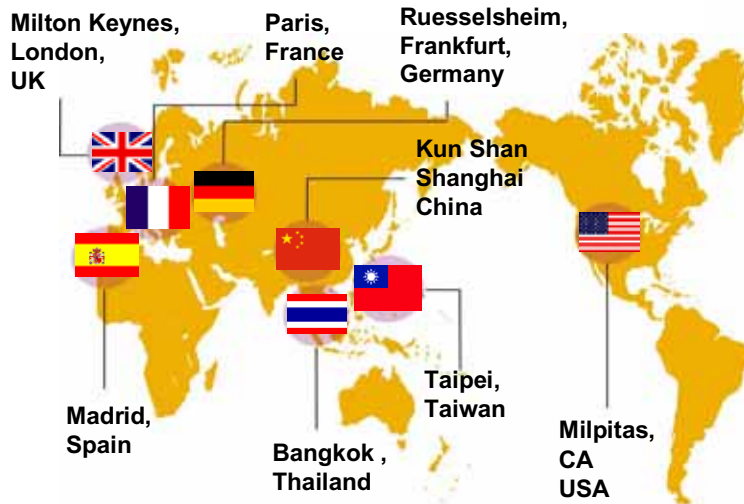 Milton Keynes,
London,
UK
Paris,
France
Ruesselsheim,
Frankfurt,
Germany
Kun Shan
Shanghai
China
Taipei,
Taiwan
Madrid,
Spain
Bangkok ,
Thailand
Milpitas,
CA
USA